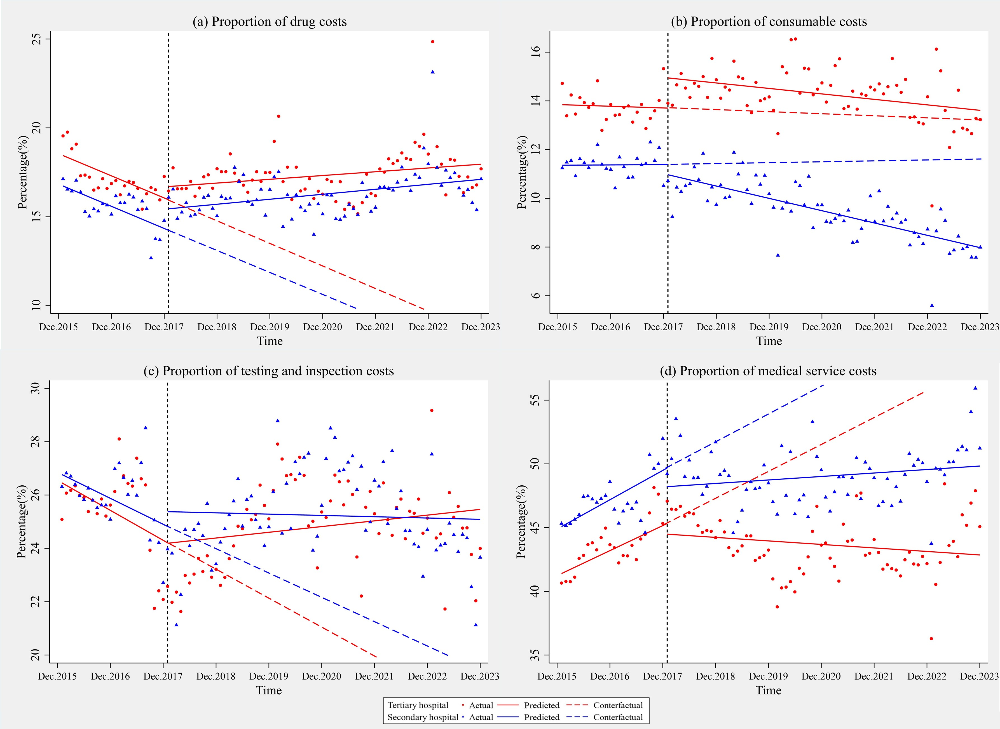 (a) Proportion of drug costs
25
20
15
10
Percentage(%)
Dec.2015 Dec.2016 Dec.2017 Dec.2018 Dec.2019 Dec.2020 Dec.2021 Dec.2022 Dec.2023
Time
(b) Proportion of consumable costs
16
14
12
10
8
6
Percentage(%)
Dec.2015 Dec.2016 Dec.2017 Dec.2018 Dec.2019 Dec.2020 Dec.2021 Dec.2022 Dec.2023
Time
(c) Proportion of testing and inspection costs
30
28
26
24
22
20
Percentage(%)
Dec.2015 Dec.2016 Dec.2017 Dec.2018 Dec.2019 Dec.2020 Dec.2021 Dec.2022 Dec.2023
Time
(d) Proportion of medical service costs
55
50
45
40
35
Percentage(%)
Dec.2015 Dec.2016 Dec.2017 Dec.2018 Dec.2019 Dec.2020 Dec.2021 Dec.2022 Dec.2023
Time
Tertiary hospital Actual Predicted Conterfactual
Secondary hospital Actual Predicted Conterfactual